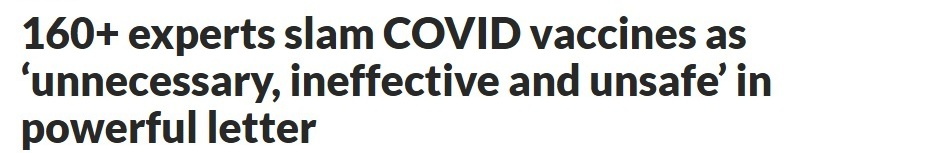 160+ experts slam COVID vaccines as
‘unnecessary, ineffective and unsafe’ in
powerful letter